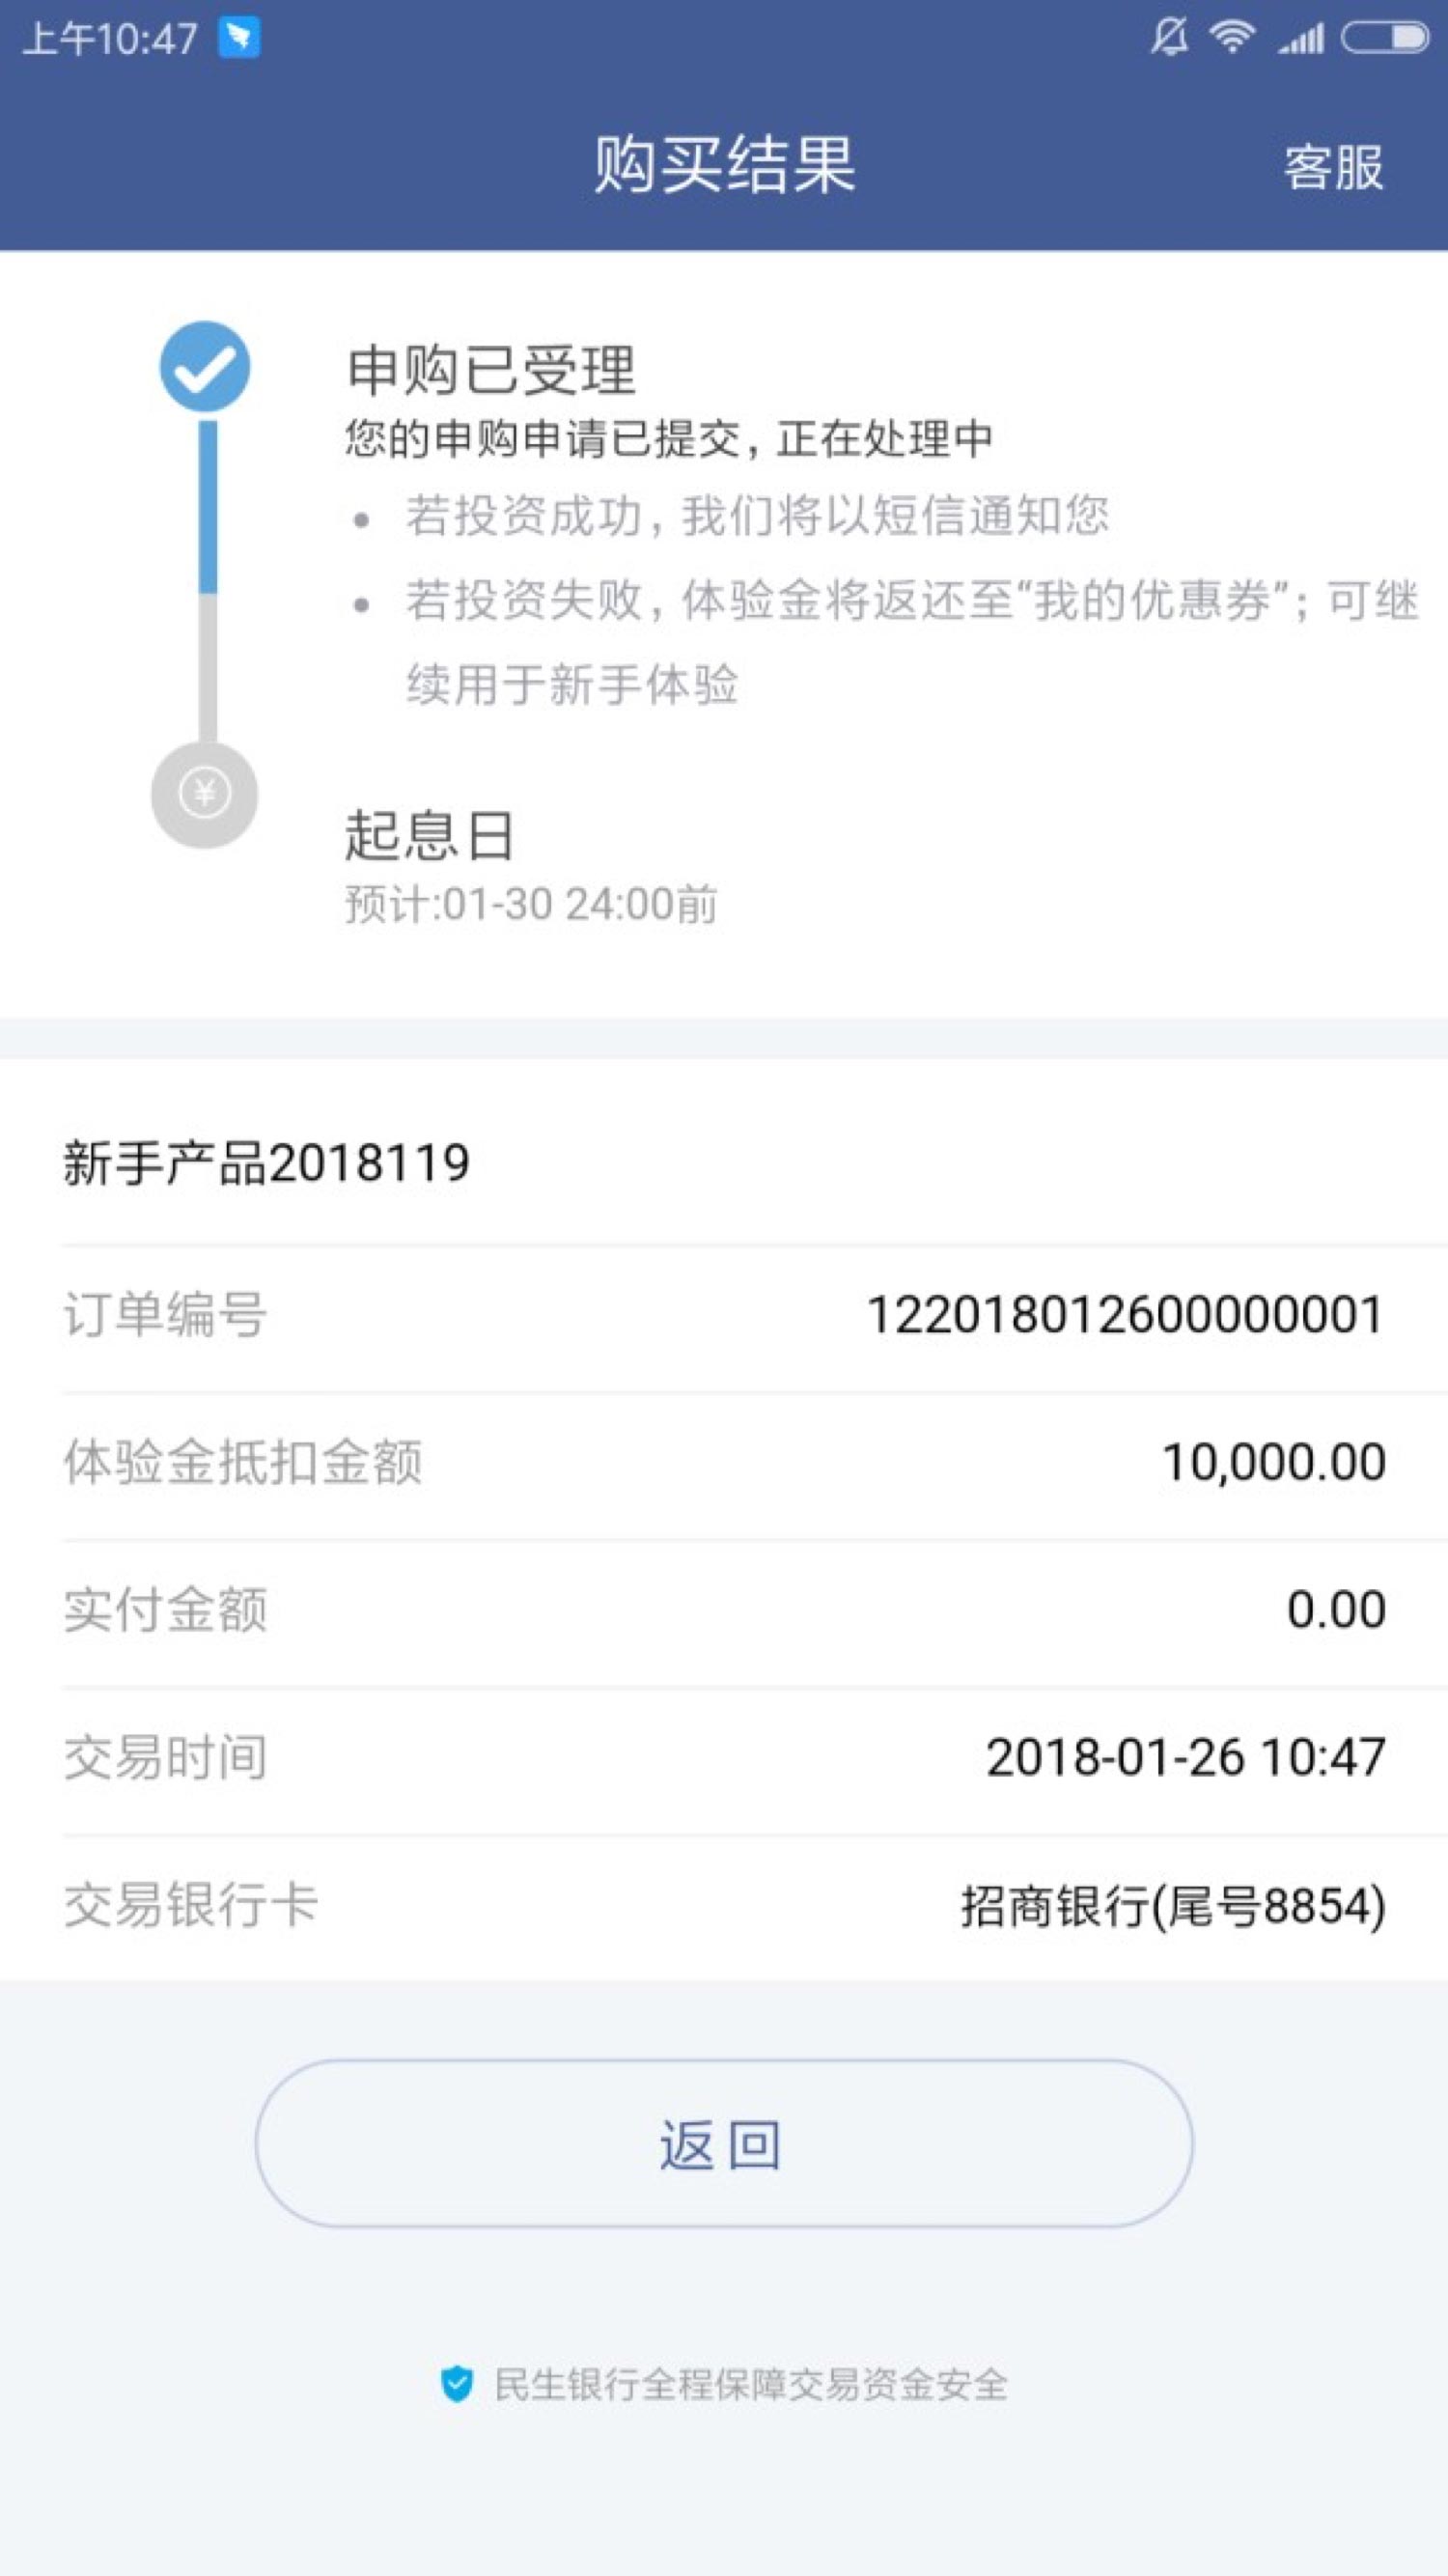 上午10:47
购买结果
客服
申购已受理
您的申购申请已提交，正在处理中
• 若投资成功，我们将以短信通知您
• 若投资失败，体验金将返还至“我的优惠券”；可继
续用于新手体验
¥
起息日
预计:01-30 24:00前
新手产品2018119
订单编号 122018012600000001
体验金抵扣金额 10,000.00
实付金额 0.00
交易时间 2018-01-26 10:47
交易银行卡 招商银行(尾号8854)
返回
民生银行全程保障交易资金安全